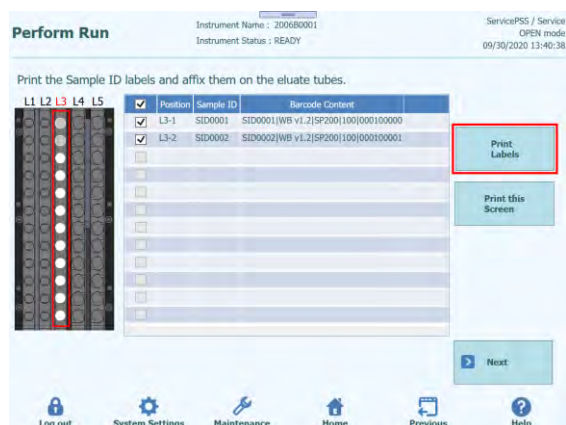 Perform Run
Instrument Name : 2006B0001
Instrument Status : READY
ServicePSS / Service
OPEN mode
09/30/2020 13:40:38
Print the Sample ID labels and affix them on the eluate tubes.
L1 L2 L3 L4 L5
Position Sample ID Barcode Content
L3-1 SID0001 SID0001|WB v1.2|SP200|100|000100000
L3-2 SID0002 SID0002|WB v1.2|SP200|100|000100001
Print
Labels
Print this
Screen
Next
Log out System Settings Maintenance Home Previous Help